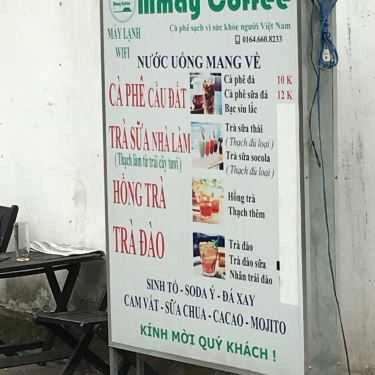 Coffee
Cà phê sạch vì sức khỏe người Việt Nam
0164.660.8233
MÁY LẠNH
WIFI
NƯỚC UỐNG MANG VỀ
CÀ PHÊ CẦU ĐẤT
Cà phê đá 10 K
Cà phê sữa đá 12 K
Bạc sỉu lắc
TRÀ SỮA NHÀ LÀM
(Thạch làm từ trái cây tươi)
Trà sữa thái
(Thạch đủ loại)
Trà sữa socola
(Thạch đủ loại)
HỒNG TRÀ
Hồng trà
Thạch thêm
TRÀ ĐÀO
Trà đào
Trà đào sữa
Nhân trái đào
SINH TỐ - SODA Ý - ĐÁ XAY
CAM VẮT - SỮA CHUA - CACAO - MOJITO
KÍNH MỜI QUÝ KHÁCH !